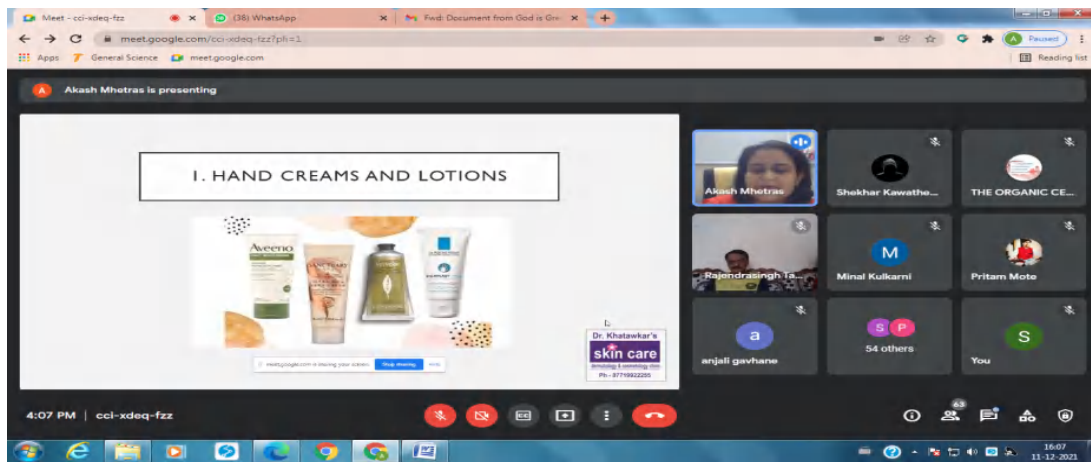 Meet - cci-xdeq-fzz
(38) WhatsApp
Fwd: Document from God is Gre
meet.google.com/cci-xdeq-fzz?pli=1
A
Paused
Apps
General Science
meet.google.com
Reading list
A
Akash Mhetras is presenting
1. HAND CREAMS AND LOTIONS
Aveeno
meet.google.com is sharing your screen.
Stop sharing
Hide
Dr. Khatawkar's
skin care
Akash Mhetras
Shekhar Kawathe...
THE ORGANIC CE...
Rajendrasingh Ta...
M
Minal Kulkarni
Pritam Mote
a
anjali gavhane
S P
54 others
S
You
4:07 PM | cci-xdeq-fzz
63
16:07
11-12-2021